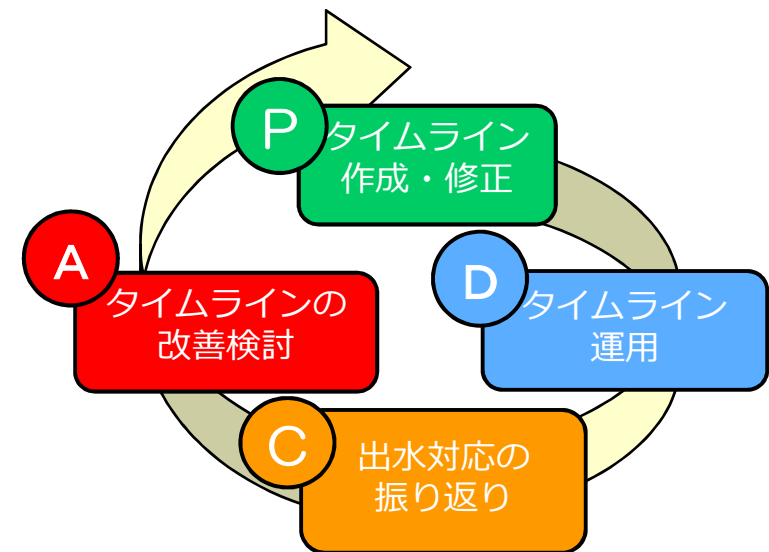 P
タイムライン
作成・修正
D
タイムライン
運用
C
出水対応の
振り返り
A
タイムラインの
改善検討